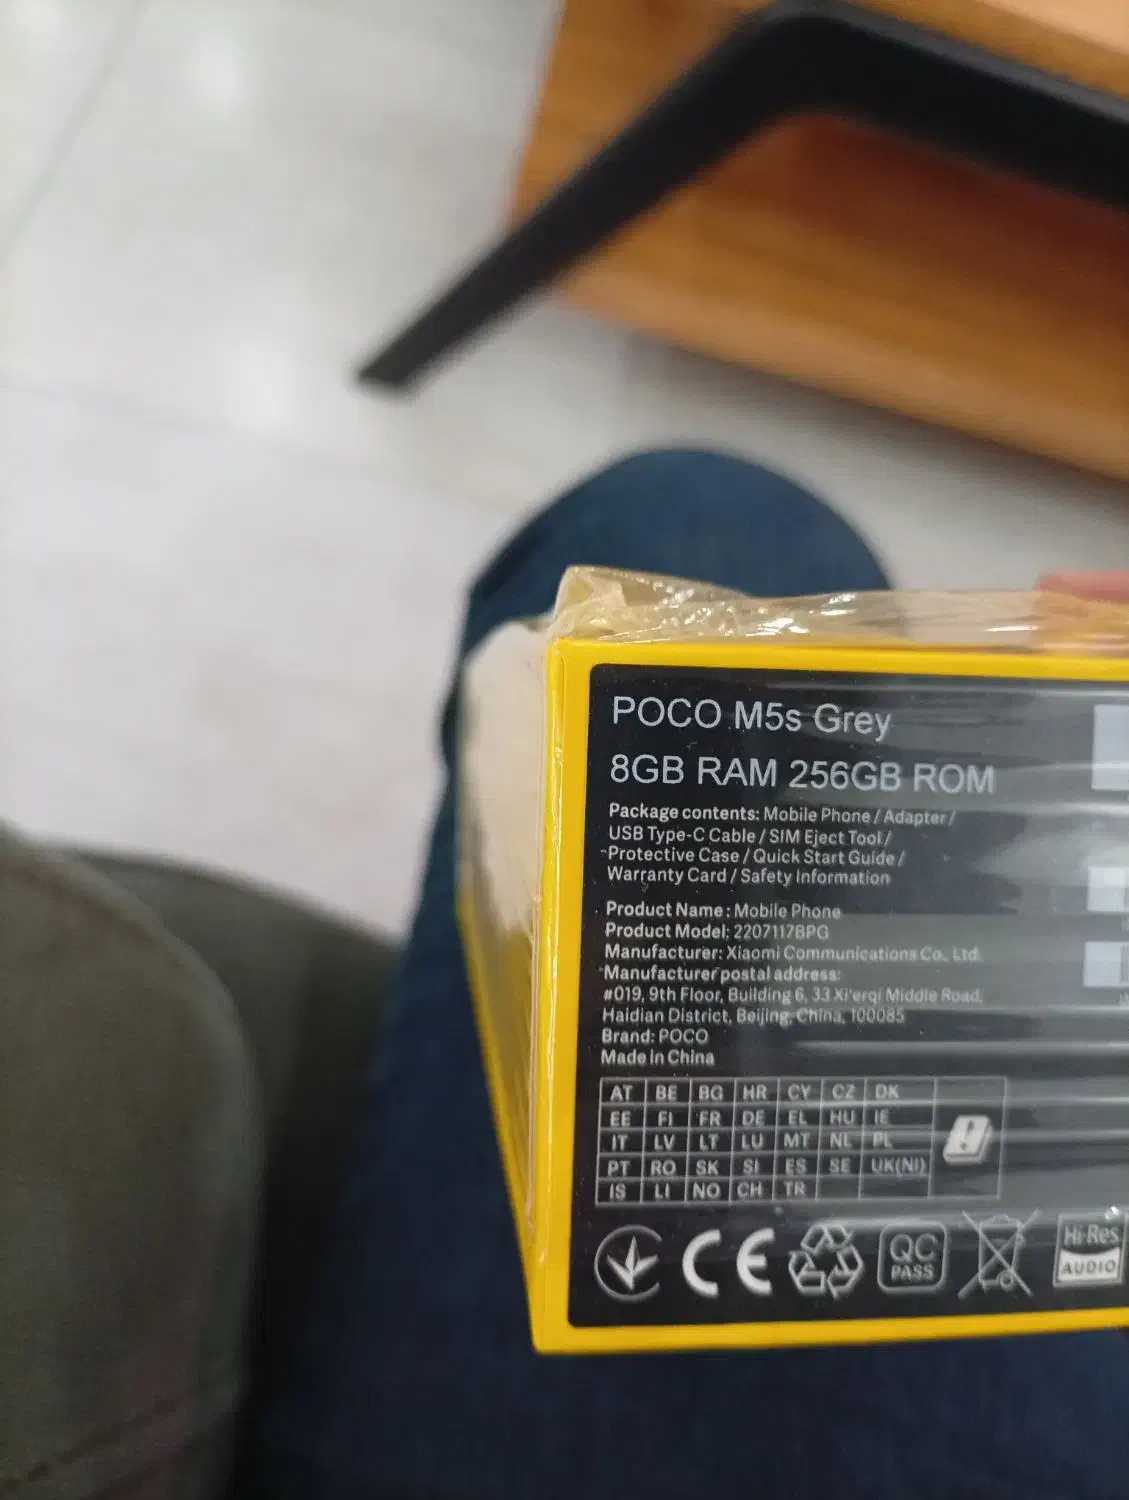 POCO M5s Grey
8GB RAM 256GB ROM
Package contents: Mobile Phone / Adapter /
USB Type-C Cable / SIM Eject Tool /
Protective Case / Quick Start Guide /
Warranty Card / Safety Information
Product Name: Mobile Phone
Product Model: 2207117BPG
Manufacturer: Xiaomi Communications Co., Ltd.
Manufacturer postal address:
#019, 9th Floor, Building 6, 33 Xi'erqi Middle Road,
Haidian District, Beijing, China, 100085
Brand: POCO
Made in China
AT BE BG HR CY CZ DK
EE FI FR DE EL HU IE
IT LV LT LU MT NL PL
PT RO SK SI ES SE UK(NI)
IS LI NO CH TR
CE
QC
PASS
Hi-Res
AUDIO